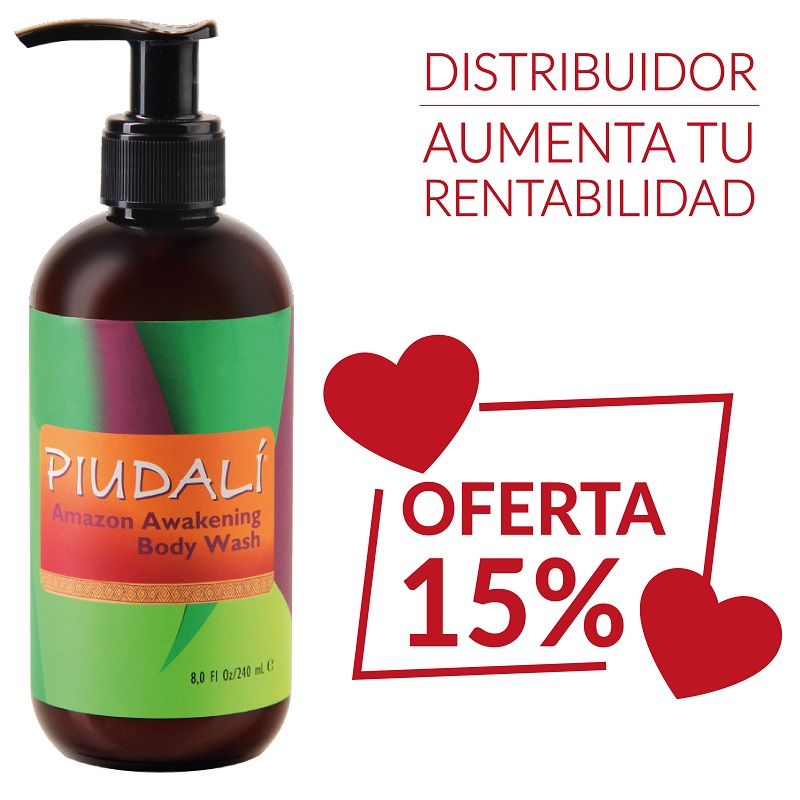 DISTRIBUIDOR
AUMENTA TU
RENTABILIDAD
PIUDALÍ®
Amazon Awakening
Body Wash
8,0 Fl Oz/240 mL ℮
OFERTA
15%